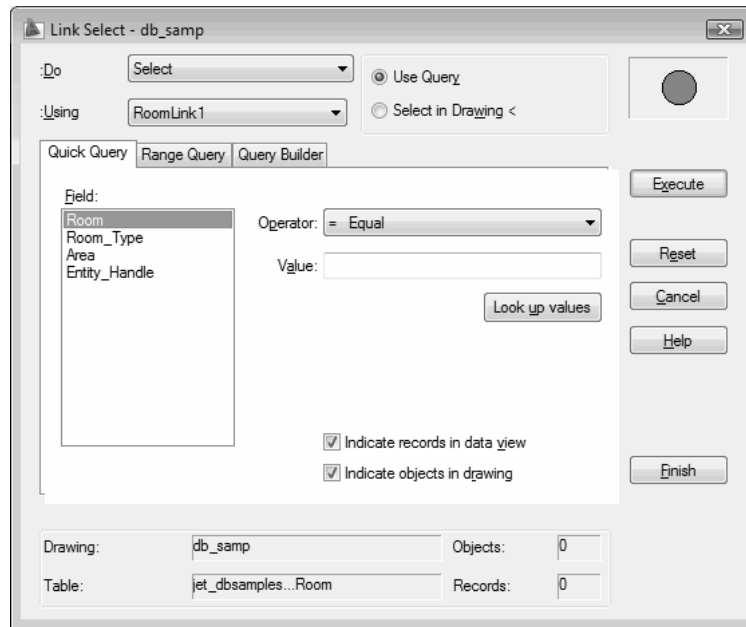 Link Select - db_samp
:Do Select
Use Query
:Using RoomLink1
Select in Drawing <
Quick Query Range Query Query Builder
Execute
Field:
Room
Room_Type
Area
Entity_Handle
Operator: = Equal
Value:
Look up values
Reset
Cancel
Help
Indicate records in data view
Indicate objects in drawing
Finish
Drawing: db_samp Objects: 0
Table: jet_dbsamples...Room Records: 0